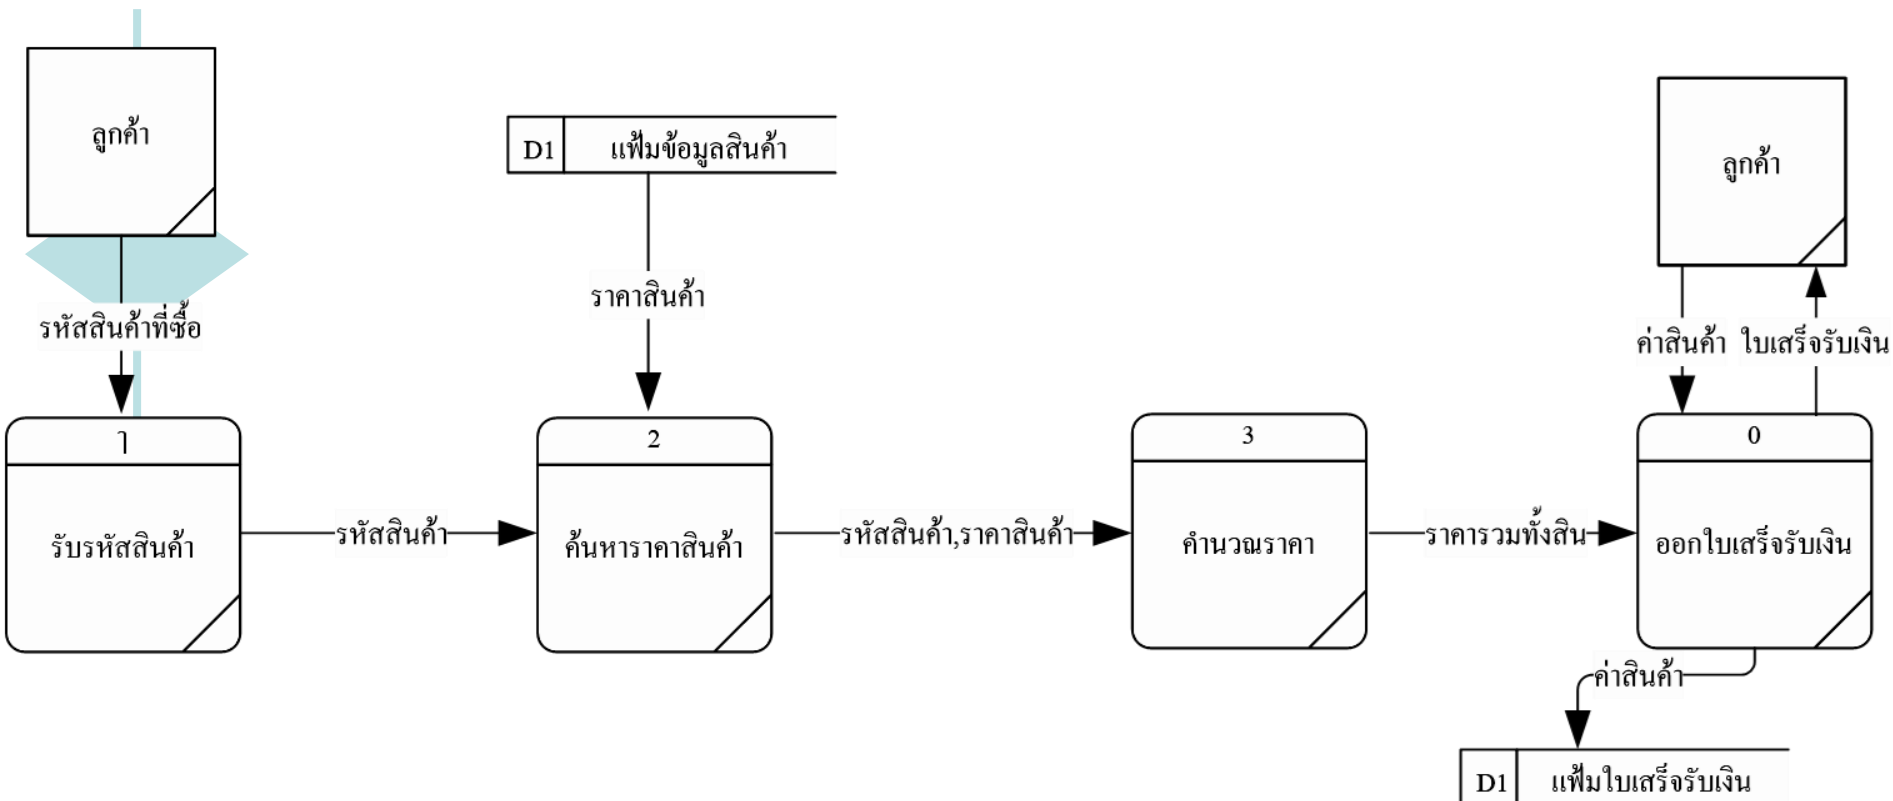 ลูกค้า
D1 แฟ้มข้อมูลสินค้า
ลูกค้า
ราคาสินค้า
รหัสสินค้าที่ซื้อ
ค่าสินค้า ใบเสร็จรับเงิน
2
3
0
รับรหัสสินค้า
รหัสสินค้า
ค้นหาราคาสินค้า
รหัสสินค้า,ราคาสินค้า
คำนวณราคา
ราคารวมทั้งสิน
ออกใบเสร็จรับเงิน
ค่าสินค้า
D1 แฟ้มใบเสร็จรับเงิน